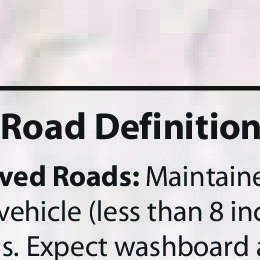 Road Definition
ved Roads: Maintaine
vehicle (less than 8 inc
s. Expect washboard a